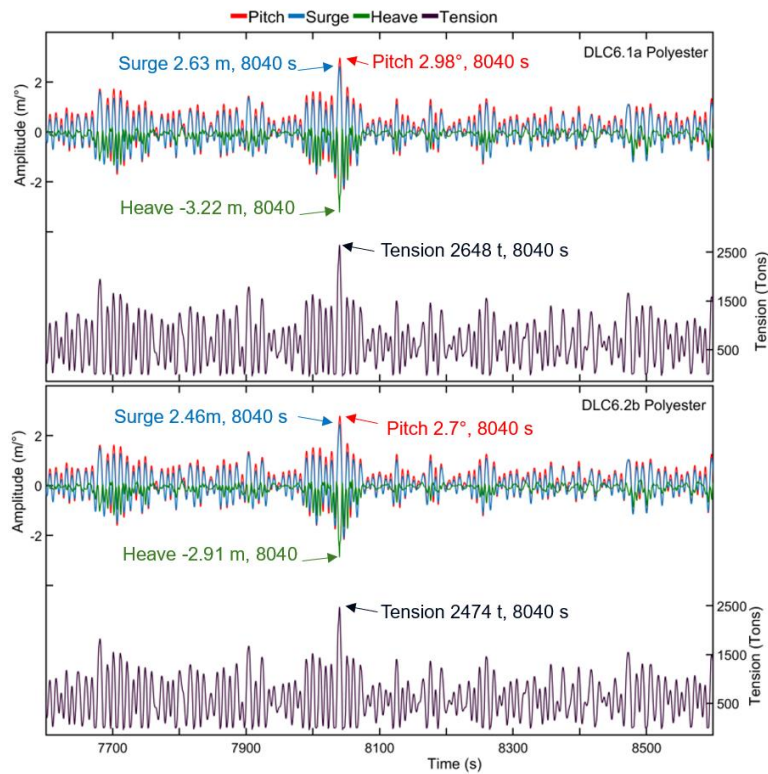 Pitch Surge Heave Tension
DLC6.1a Polyester
Surge 2.63 m, 8040 s
Pitch 2.98°, 8040 s
2
0
-2
Amplitude (m/°)
Heave -3.22 m, 8040
Tension 2648 t, 8040 s
2500
1500
500
Tension (Tons)
DLC6.2b Polyester
Surge 2.46m, 8040 s
Pitch 2.7°, 8040 s
2
0
-2
Amplitude (m/°)
Heave -2.91 m, 8040
Tension 2474 t, 8040 s
2500
1500
500
Tension (Tons)
7700 7900 8100 8300 8500
Time (s)